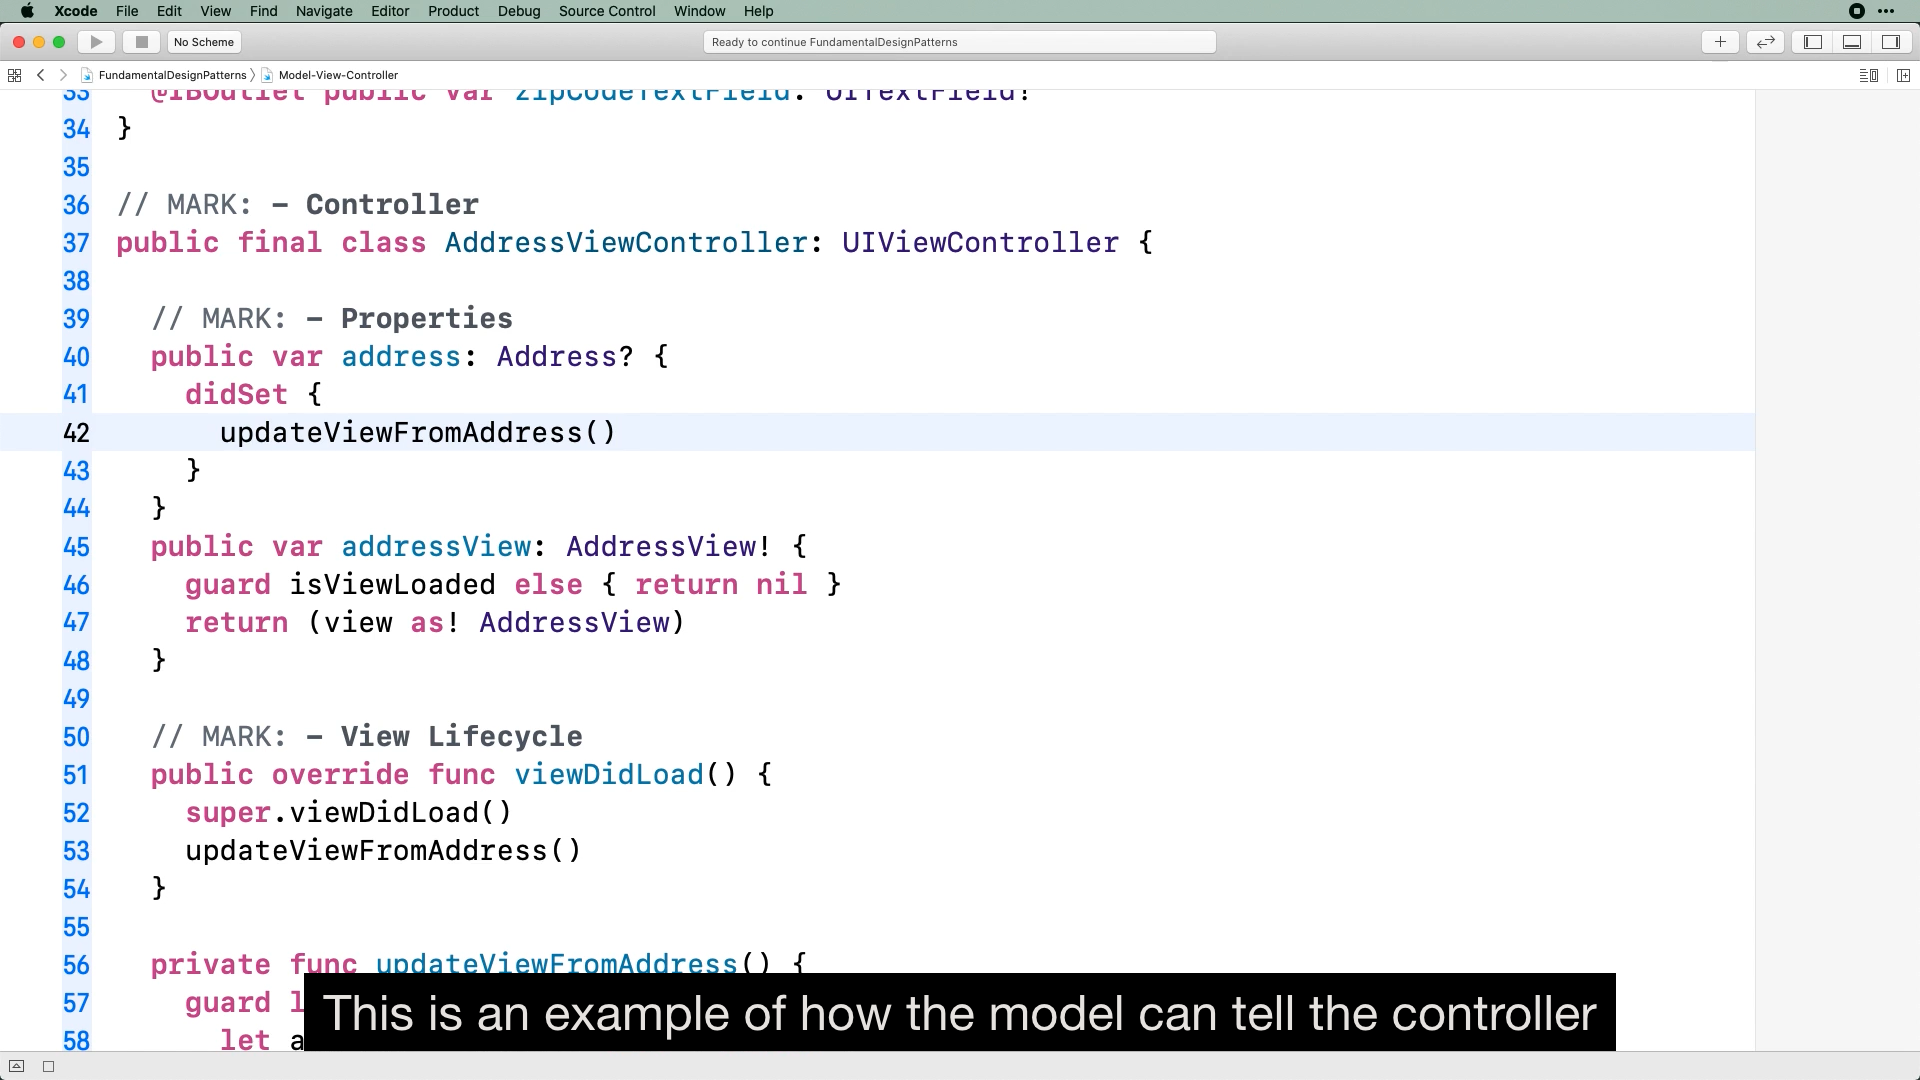 Xcode File Edit View Find Navigate Editor Product Debug Source Control Window Help
No Scheme
Ready to continue FundamentalDesignPatterns
FundamentalDesignPatterns Model-View-Controller
33 @IBOutlet public var zipCodeTextField: UITextField!
34 }
35
36 // MARK: - Controller
37 public final class AddressViewController: UIViewController {
38
39 // MARK: - Properties
40 public var address: Address? {
41 didSet {
42 updateViewFromAddress()
43 }
44 }
45 public var addressView: AddressView! {
46 guard isViewLoaded else { return nil }
47 return (view as! AddressView)
48 }
49
50 // MARK: - View Lifecycle
51 public override func viewDidLoad() {
52 super.viewDidLoad()
53 updateViewFromAddress()
54 }
55
56 private func updateViewFromAddress() {
57 guard
58 let
This is an example of how the model can tell the controller